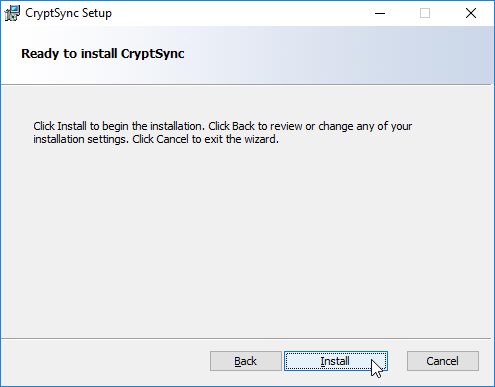 CryptSync Setup
Ready to install CryptSync
Click Install to begin the installation. Click Back to review or change any of your
installation settings. Click Cancel to exit the wizard.
Back Install Cancel